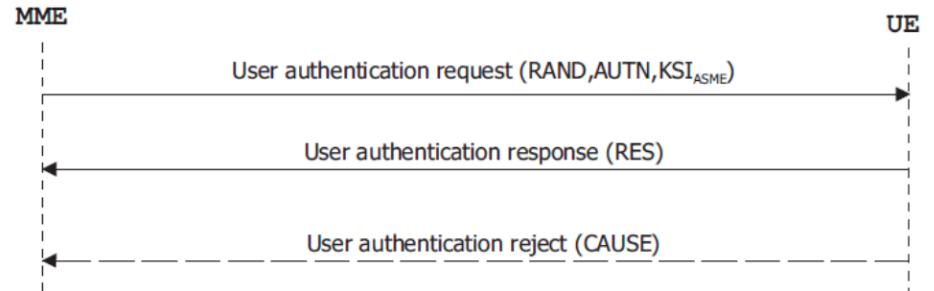 MME
UE
User authentication request (RAND,AUTN,KSIASME)
User authentication response (RES)
User authentication reject (CAUSE)